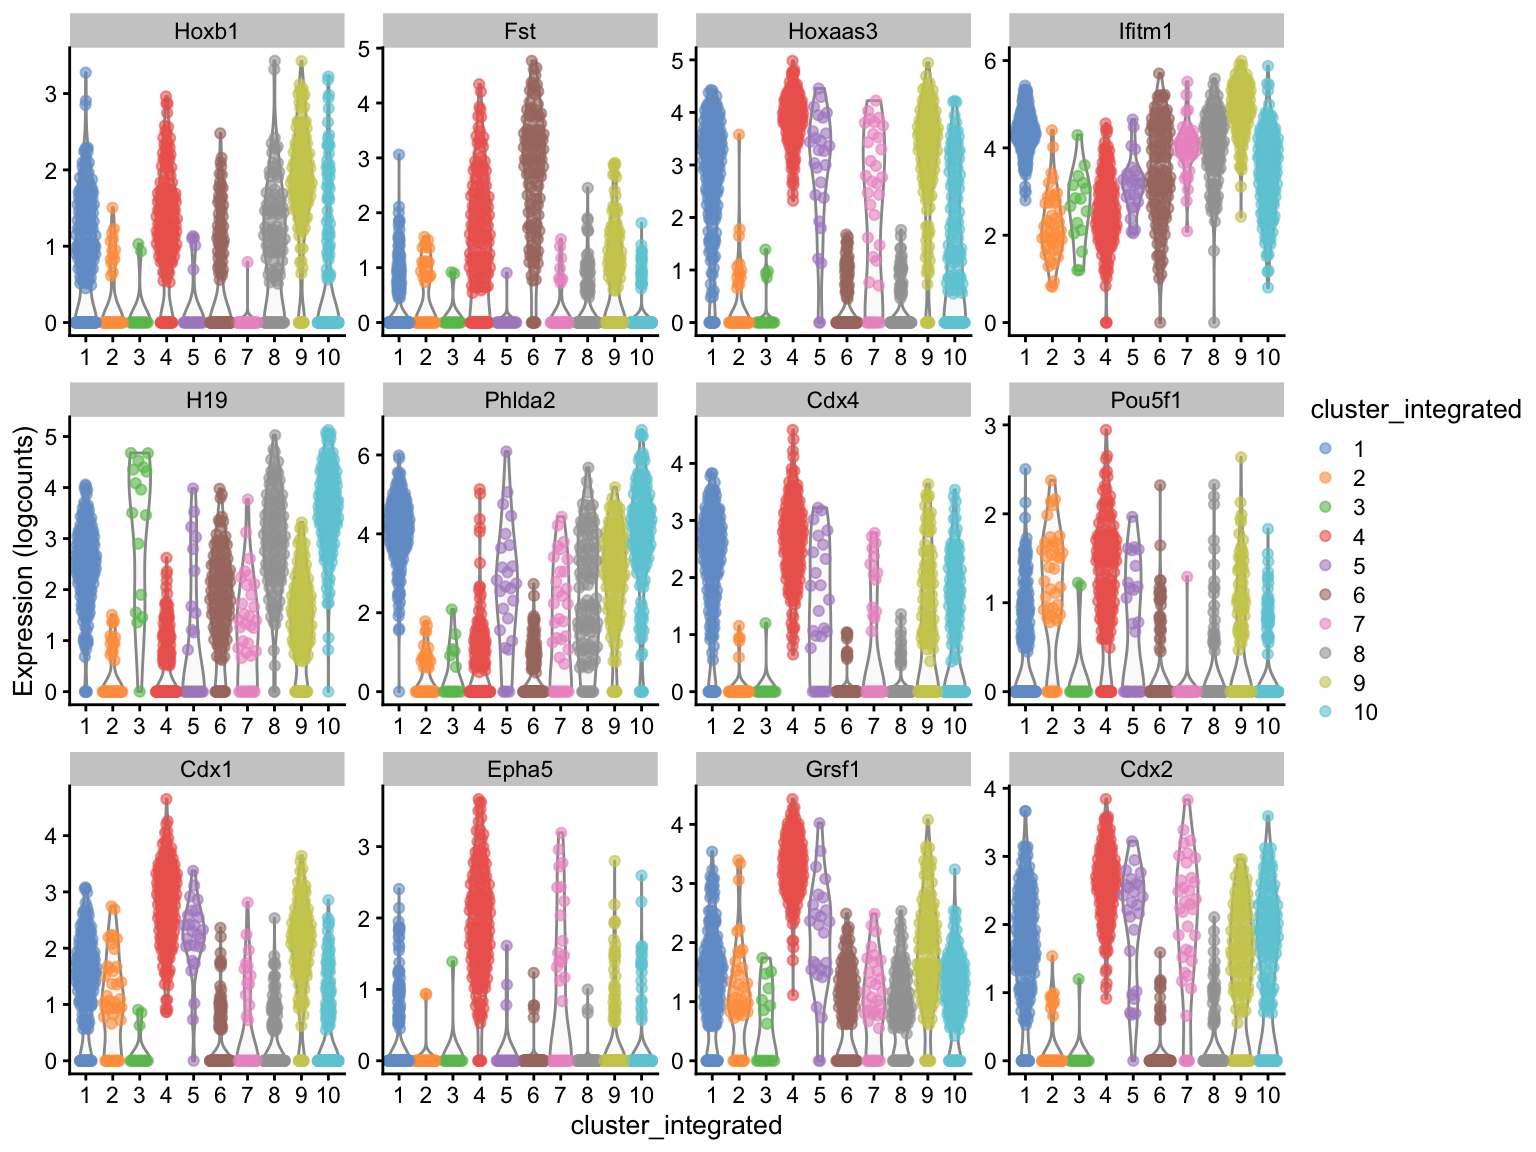 Hoxb1 Fst Hoxaas3 Ifitm1
3 2 1 0
5 4 3 2 1 0
5 4 3 2 1 0
6 4 2 0
1 2 3 4 5 6 7 8 9 10 1 2 3 4 5 6 7 8 9 10 1 2 3 4 5 6 7 8 9 10 1 2 3 4 5 6 7 8 9 10
H19 Phlda2 Cdx4 Pou5f1
5 4 3 2 1 0
6 4 2 0
4 3 2 1 0
3 2 1 0
1 2 3 4 5 6 7 8 9 10 1 2 3 4 5 6 7 8 9 10 1 2 3 4 5 6 7 8 9 10 1 2 3 4 5 6 7 8 9 10
Cdx1 Epha5 Grsf1 Cdx2
4 3 2 1 0
3 2 1 0
4 3 2 1 0
4 3 2 1 0
1 2 3 4 5 6 7 8 9 10 1 2 3 4 5 6 7 8 9 10 1 2 3 4 5 6 7 8 9 10 1 2 3 4 5 6 7 8 9 10
Expression (logcounts)
cluster_integrated
cluster_integrated
1
2
3
4
5
6
7
8
9
10